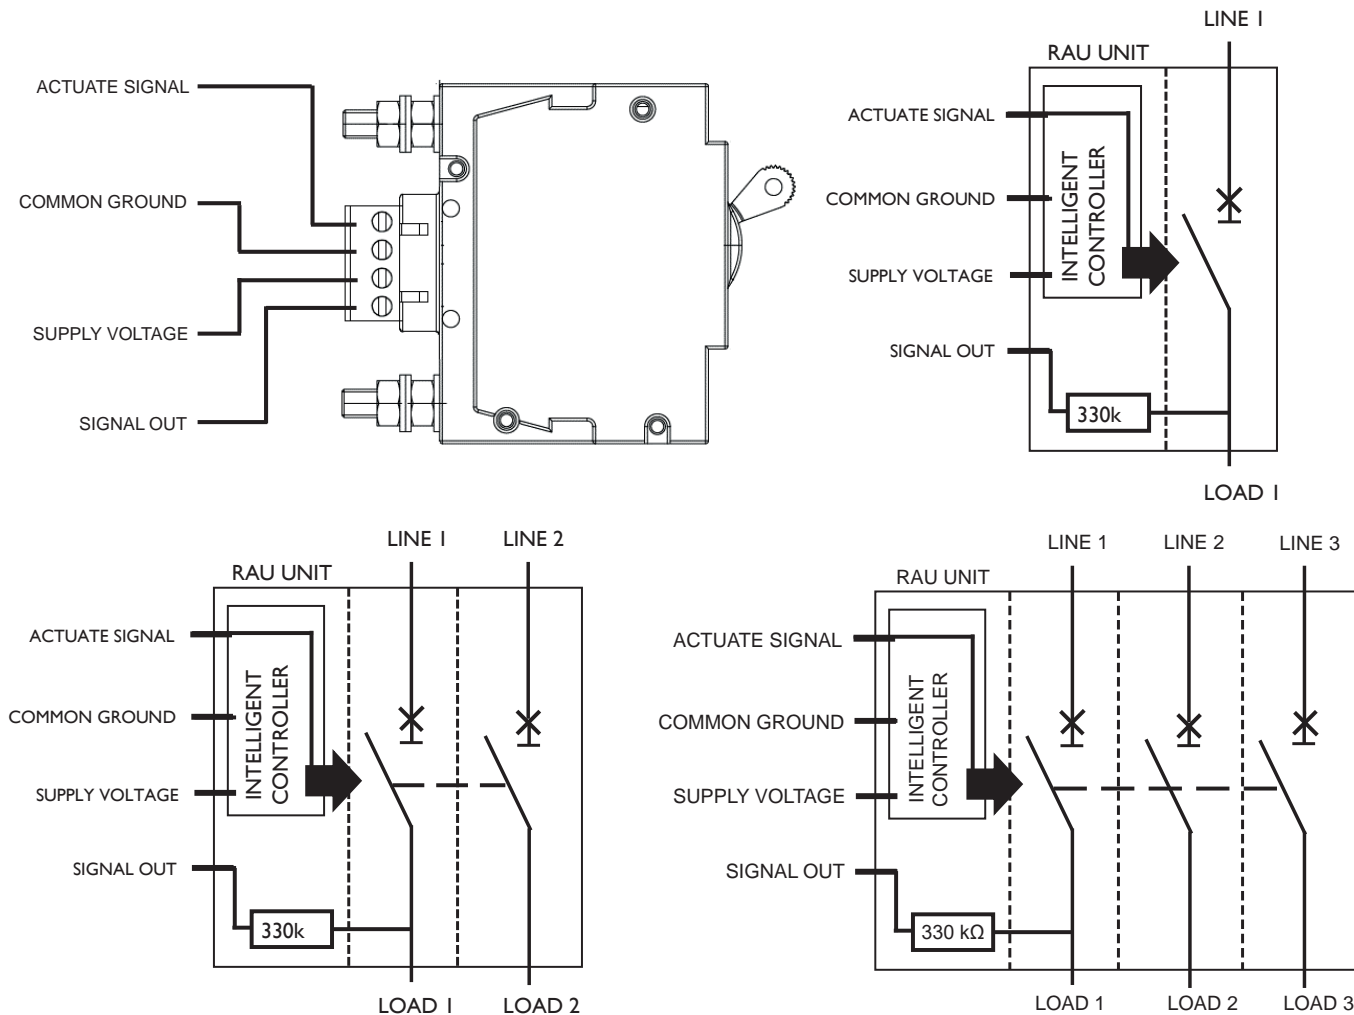 ACTUATE SIGNAL
COMMON GROUND
SUPPLY VOLTAGE
SIGNAL OUT
LINE 1
RAU UNIT
ACTUATE SIGNAL
COMMON GROUND
SUPPLY VOLTAGE
SIGNAL OUT
INTELLIGENT
CONTROLLER
330k
LOAD 1
LINE 1
LINE 2
RAU UNIT
ACTUATE SIGNAL
COMMON GROUND
SUPPLY VOLTAGE
SIGNAL OUT
INTELLIGENT
CONTROLLER
330k
LOAD 1
LOAD 2
LINE 1
LINE 2
LINE 3
RAU UNIT
ACTUATE SIGNAL
COMMON GROUND
SUPPLY VOLTAGE
SIGNAL OUT
INTELLIGENT
CONTROLLER
330 kΩ
LOAD 1
LOAD 2
LOAD 3